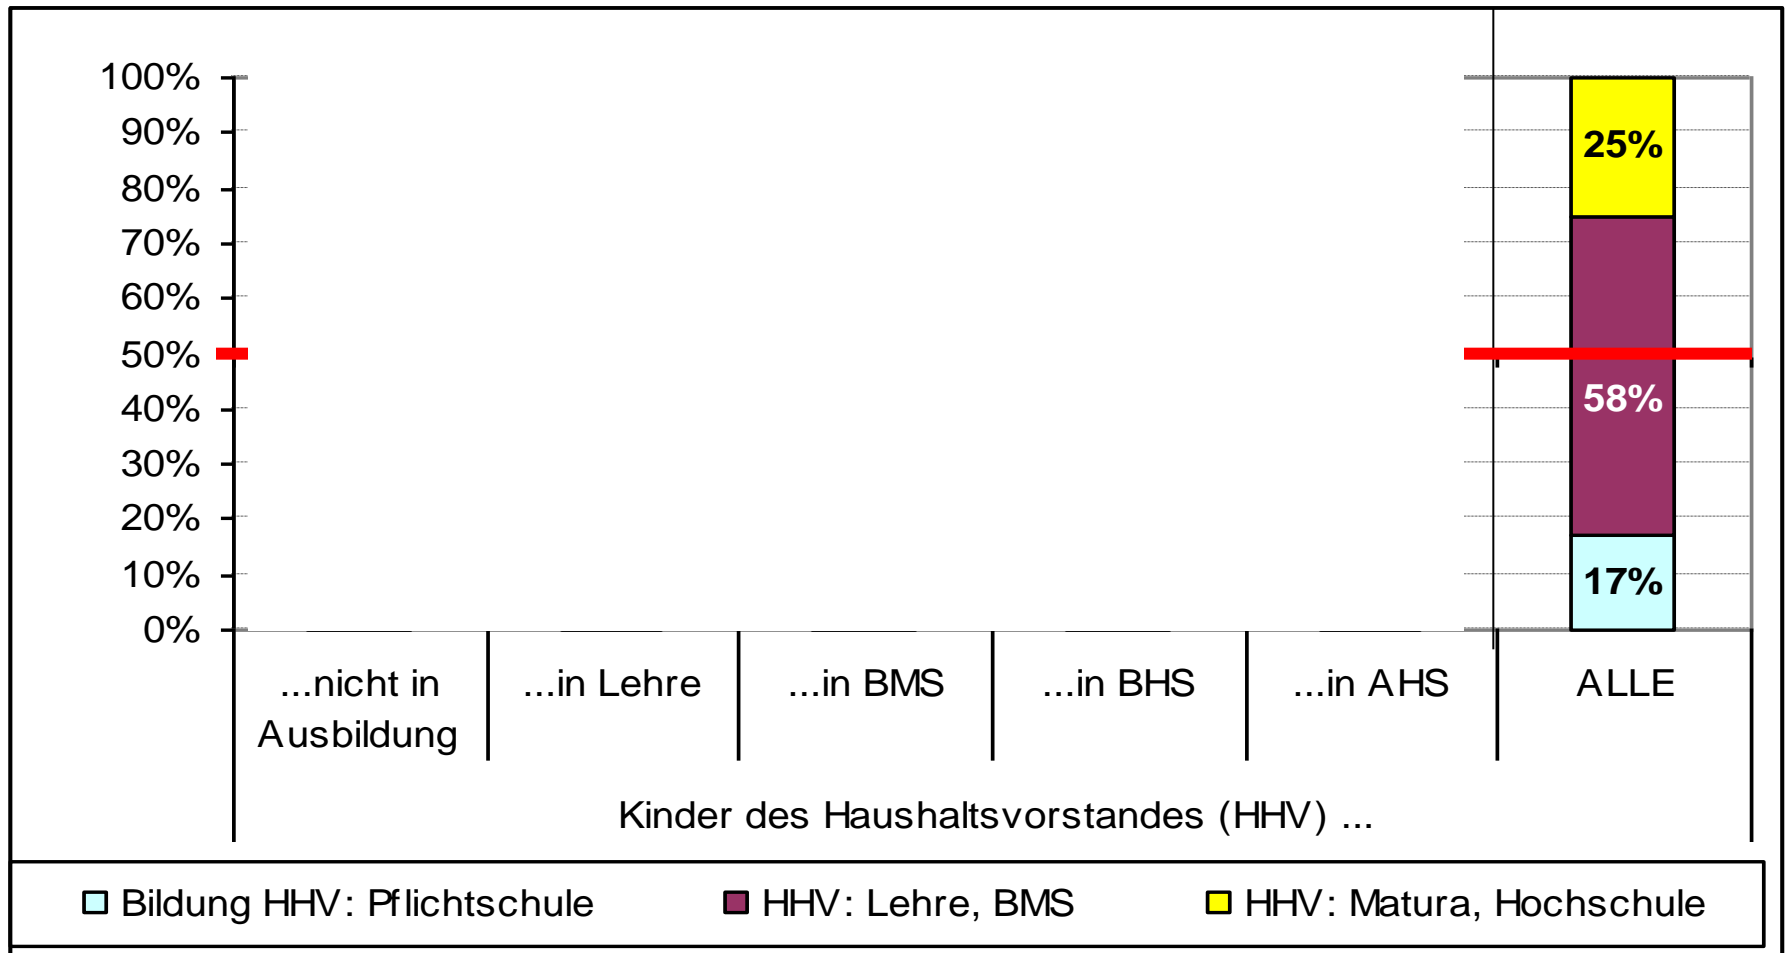 100%
90%
80%
70%
60%
50%
40%
30%
20%
10%
0%
25%
58%
17%
...nicht in Ausbildung
...in Lehre
...in BMS
...in BHS
...in AHS
ALLE
Kinder des Haushaltsvorstandes (HHV) ...
Bildung HHV: Pflichtschule
HHV: Lehre, BMS
HHV: Matura, Hochschule